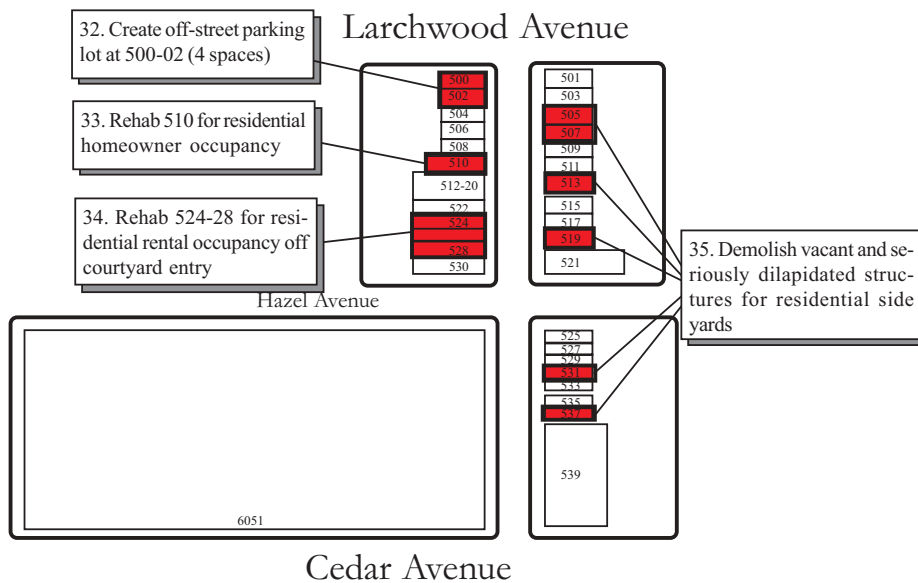 Larchwood Avenue
32. Create off-street parking
lot at 500-02 (4 spaces)
33. Rehab 510 for residential
homeowner occupancy
34. Rehab 524-28 for resi-
dential rental occupancy off
courtyard entry
500
502
504
506
508
510
512-20
522
524
528
530
501
503
505
507
509
511
513
515
517
519
521
35. Demolish vacant and se-
riously dilapidated struc-
tures for residential side
yards
Hazel Avenue
525
527
529
531
533
535
537
539
6051
Cedar Avenue